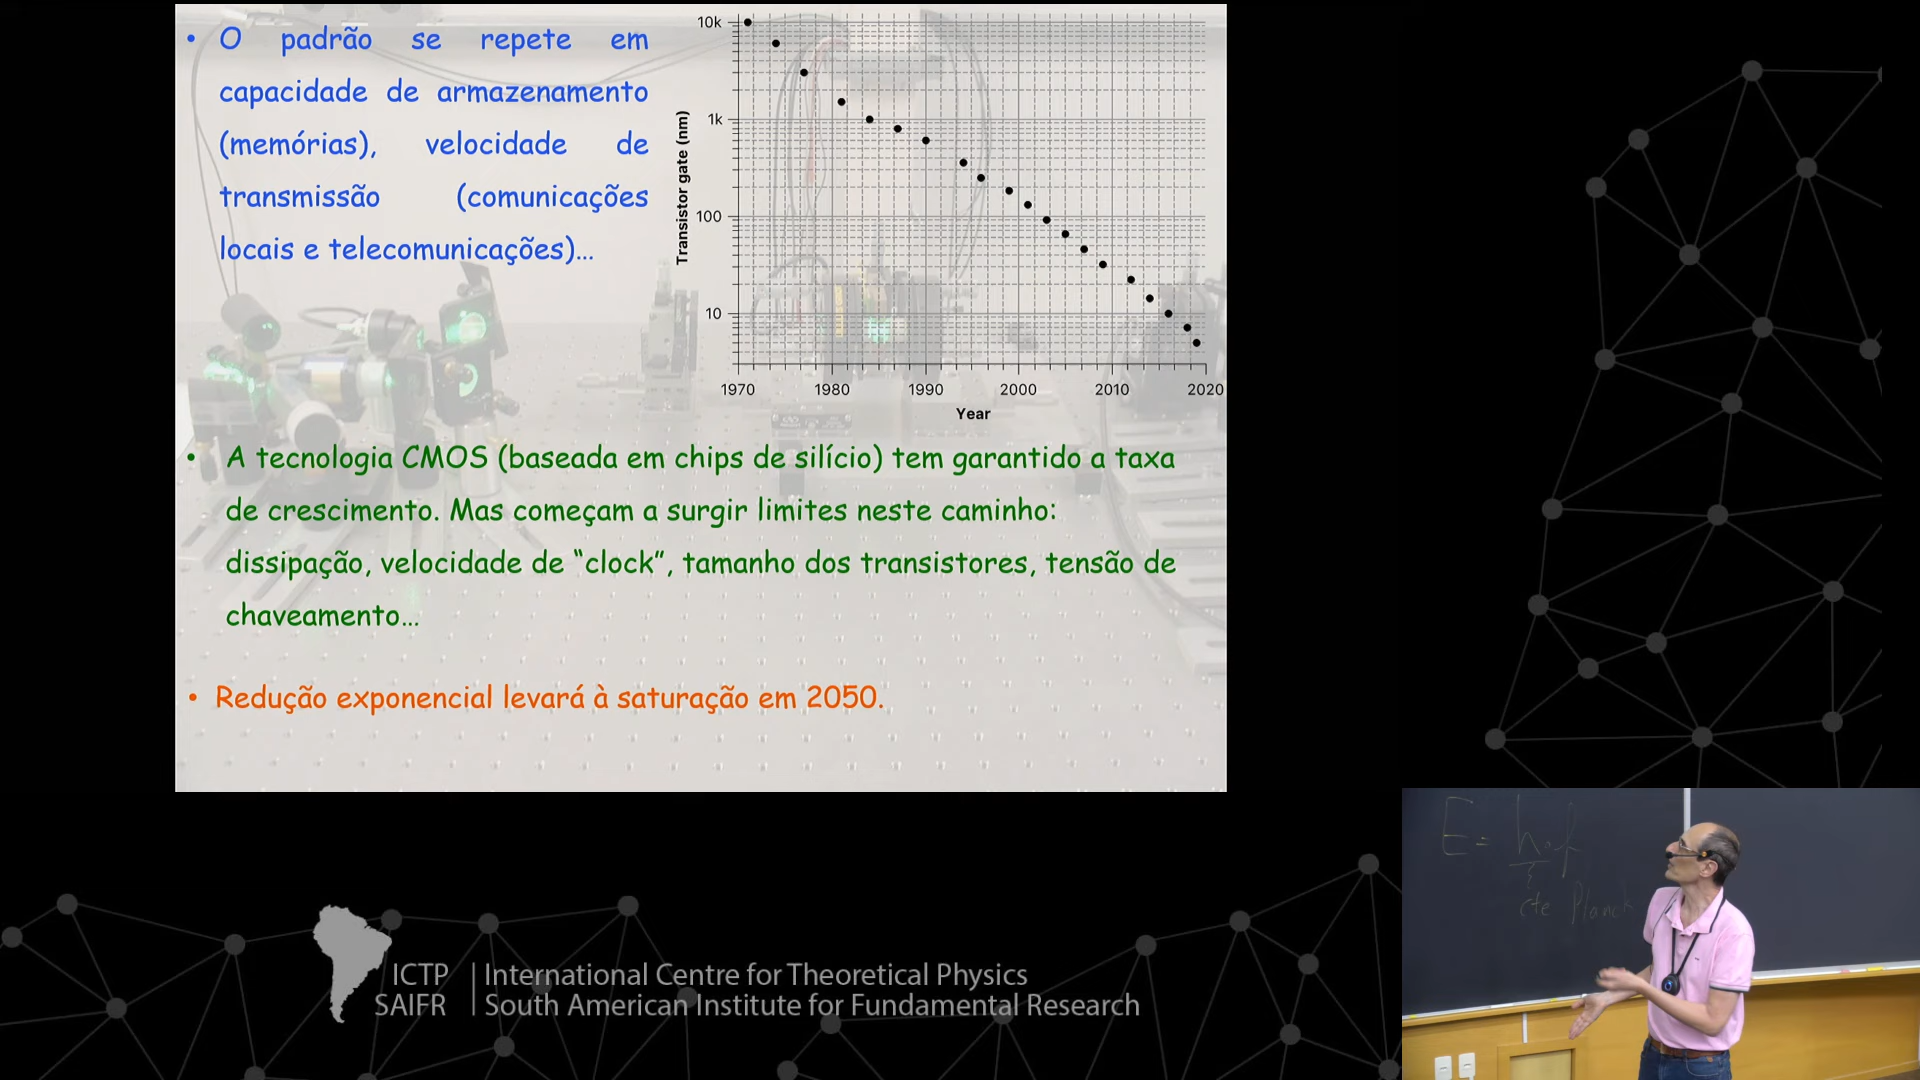 • O padrão se repete em
capacidade de armazenamento
(memórias), velocidade de
transmissão (comunicações
locais e telecomunicações)...
10k
1k
100
10
Transistor gate (nm)
1970 1980 1990 2000 2010 2020
Year
• A tecnologia CMOS (baseada em chips de silício) tem garantido a taxa
de crescimento. Mas começam a surgir limites neste caminho:
dissipação, velocidade de “clock”, tamanho dos transistores, tensão de
chaveamento...
• Redução exponencial levará à saturação em 2050.
E = h.f
cte Planck
ICTP | International Centre for Theoretical Physics
SAIFR | South American Institute for Fundamental Research